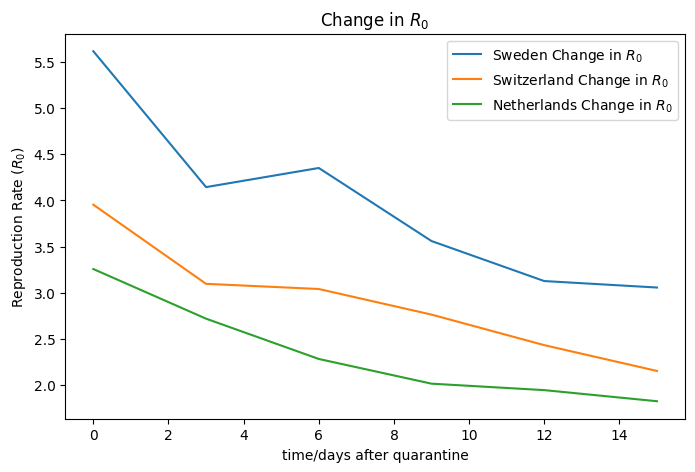 Change in R₀
Sweden Change in R₀
Switzerland Change in R₀
Netherlands Change in R₀
Reproduction Rate (R₀)
5.5
5.0
4.5
4.0
3.5
3.0
2.5
2.0
0 2 4 6 8 10 12 14
time/days after quarantine